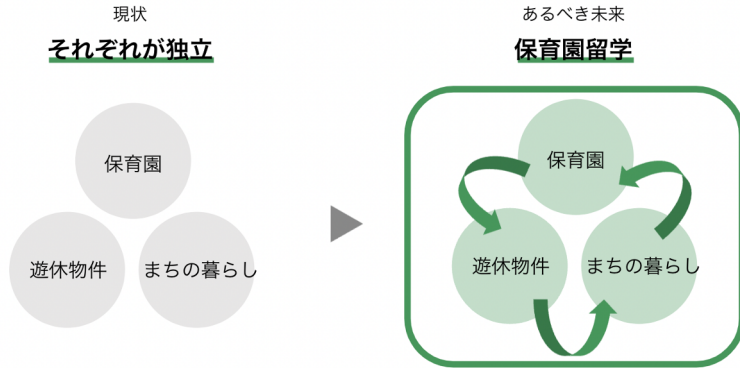 現状
それぞれが独立
保育園
遊休物件
まちの暮らし
あるべき未来
保育園留学
保育園
遊休物件
まちの暮らし